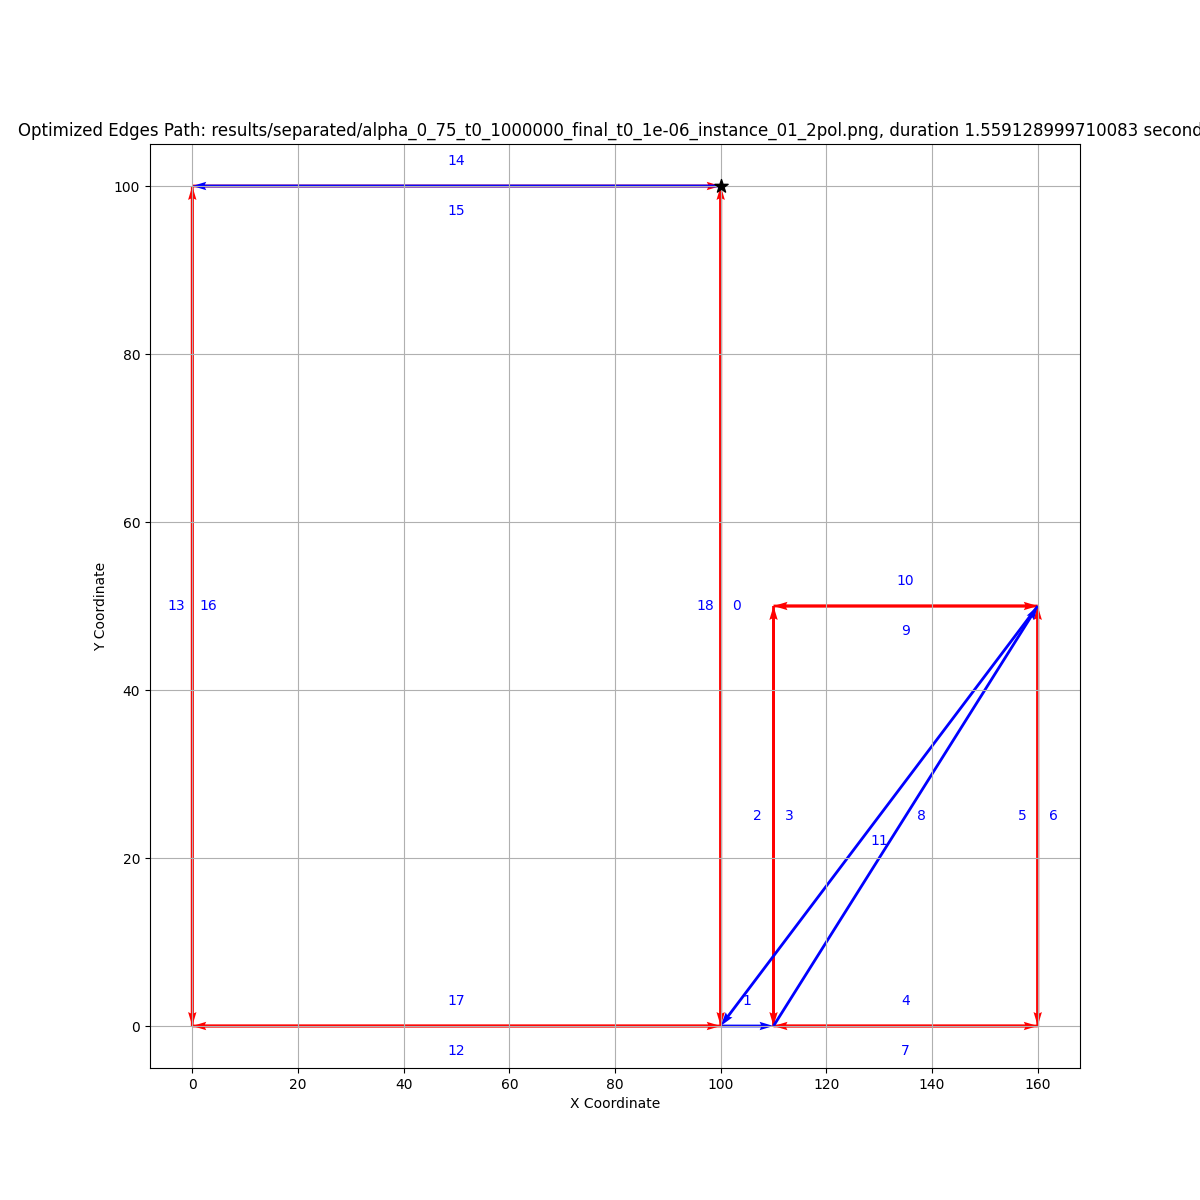 Optimized Edges Path: results/separated/alpha_0_75_t0_1000000_final_t0_1e-06_instance_01_2pol.png, duration 1.559128999710083 second
14
100
15
80
60
10
13 16 18 0
9
Y Coordinate
40
2 3 8 5 6
11
20
17 1 4
0
12 7
0 20 40 60 80 100 120 140 160
X Coordinate